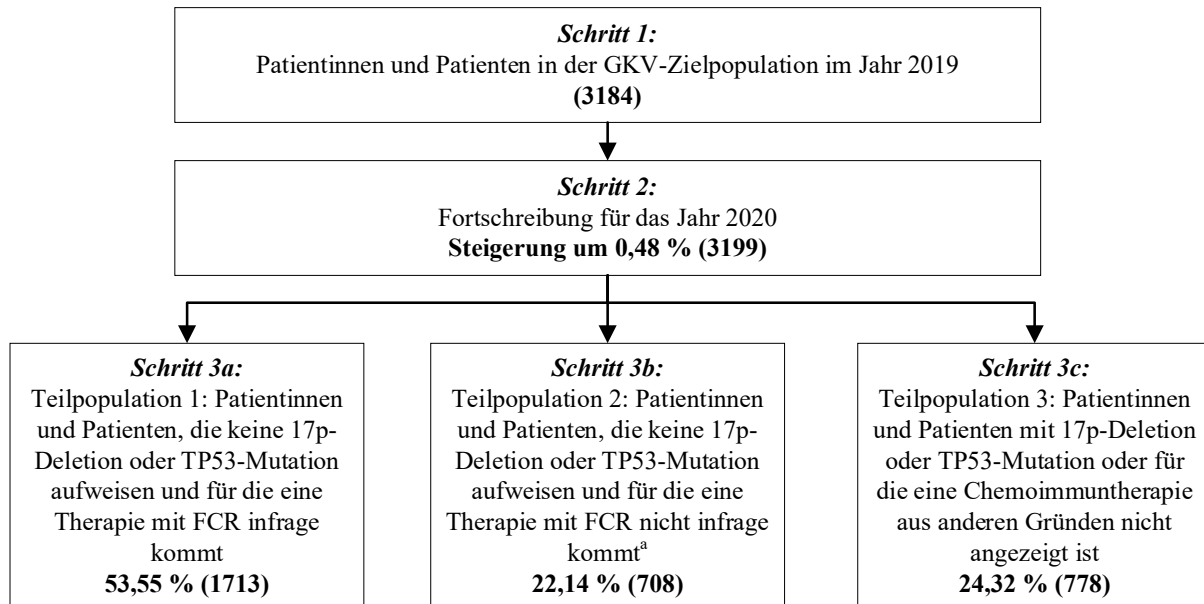 Schritt 1:
Patientinnen und Patienten in der GKV-Zielpopulation im Jahr 2019
(3184)
Schritt 2:
Fortschreibung für das Jahr 2020
Steigerung um 0,48 % (3199)
Schritt 3a:
Teilpopulation 1: Patientinnen
und Patienten, die keine 17p-
Deletion oder TP53-Mutation
aufweisen und für die eine
Therapie mit FCR infrage
kommt
53,55 % (1713)
Schritt 3b:
Teilpopulation 2: Patientinnen
und Patienten, die keine 17p-
Deletion oder TP53-Mutation
aufweisen und für die eine
Therapie mit FCR nicht infrage
kommtᵃ
22,14 % (708)
Schritt 3c:
Teilpopulation 3: Patientinnen
und Patienten mit 17p-Deletion
oder TP53-Mutation oder für
die eine Chemoimmuntherapie
aus anderen Gründen nicht
angezeigt ist
24,32 % (778)